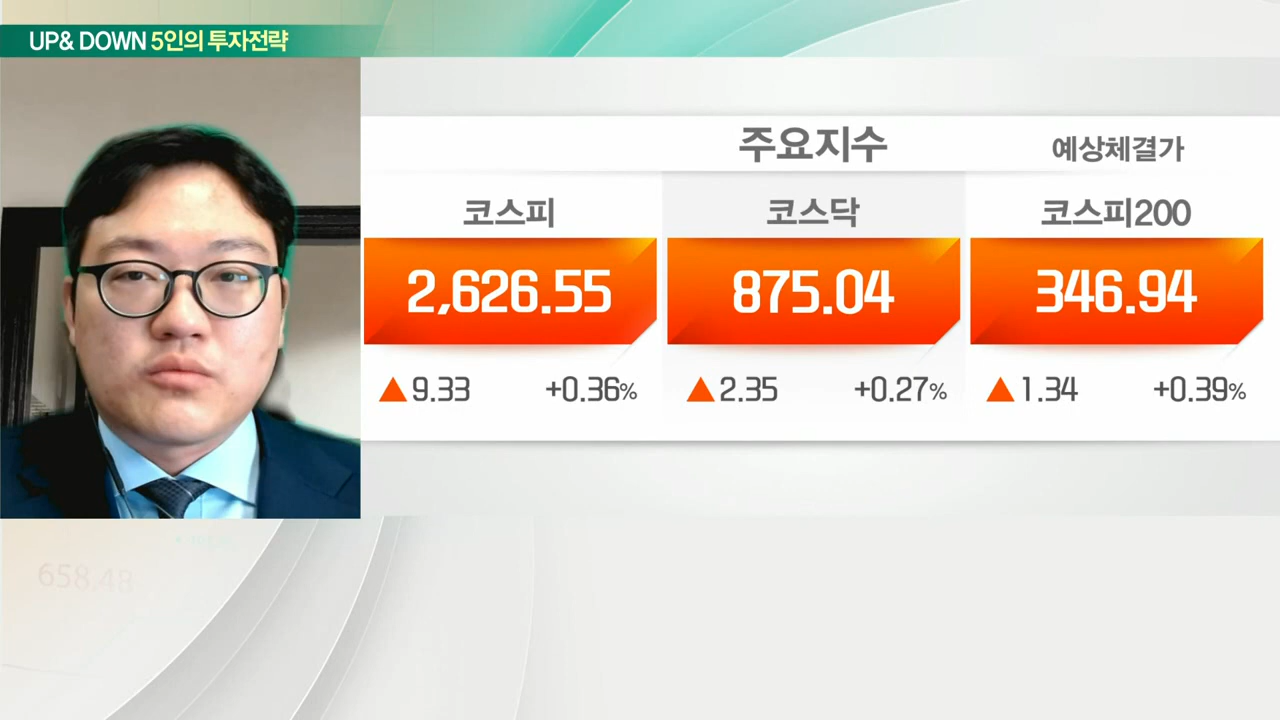 UP& DOWN 5인의 투자전략
주요지수 예상체결가
코스피 코스닥 코스피200
2,626.55 875.04 346.94
▲9.33 +0.36% ▲2.35 +0.27% ▲1.34 +0.39%
658.48